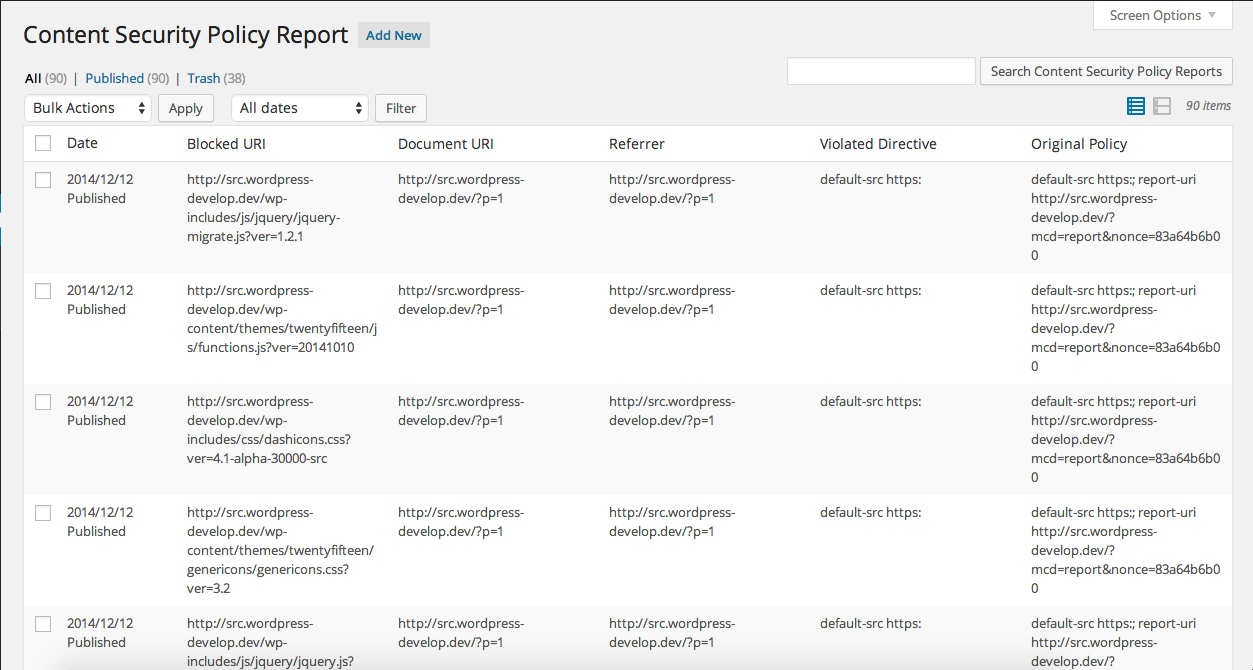 Screen Options
Content Security Policy Report Add New
All (90) | Published (90) | Trash (38)
Search Content Security Policy Reports
Bulk Actions Apply All dates Filter 90 items
Date Blocked URI Document URI Referrer Violated Directive Original Policy
2014/12/12 http://src.wordpress- http://src.wordpress- http://src.wordpress- default-src https: default-src https:; report-uri
Published develop.dev/wp- develop.dev/?p=1 develop.dev/?p=1 http://src.wordpress-
includes/js/jquery/jquery- develop.dev/?
migrate.js?ver=1.2.1 mcd=report&nonce=83a64b6b0
0
2014/12/12 http://src.wordpress- http://src.wordpress- http://src.wordpress- default-src https: default-src https:; report-uri
Published develop.dev/wp- develop.dev/?p=1 develop.dev/?p=1 http://src.wordpress-
content/themes/twentyfifteen/j develop.dev/?
s/functions.js?ver=20141010 mcd=report&nonce=83a64b6b0
0
2014/12/12 http://src.wordpress- http://src.wordpress- http://src.wordpress- default-src https: default-src https:; report-uri
Published develop.dev/wp- develop.dev/?p=1 develop.dev/?p=1 http://src.wordpress-
includes/css/dashicons.css? develop.dev/?
ver=4.1-alpha-30000-src mcd=report&nonce=83a64b6b0
0
2014/12/12 http://src.wordpress- http://src.wordpress- http://src.wordpress- default-src https: default-src https:; report-uri
Published develop.dev/wp- develop.dev/?p=1 develop.dev/?p=1 http://src.wordpress-
content/themes/twentyfifteen/ develop.dev/?
genericons/genericons.css? mcd=report&nonce=83a64b6b0
ver=3.2 0
2014/12/12 http://src.wordpress- http://src.wordpress- http://src.wordpress- default-src https: default-src https:; report-uri
Published develop.dev/wp- develop.dev/?p=1 develop.dev/?p=1 http://src.wordpress-
includes/js/jquery/jquery.js? develop.dev/?